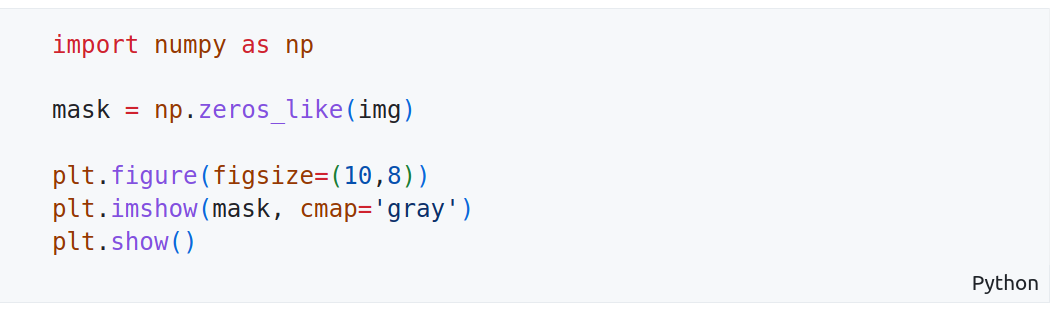 import numpy as np
mask = np.zeros_like(img)
plt.figure(figsize=(10,8))
plt.imshow(mask, cmap='gray')
plt.show()
Python